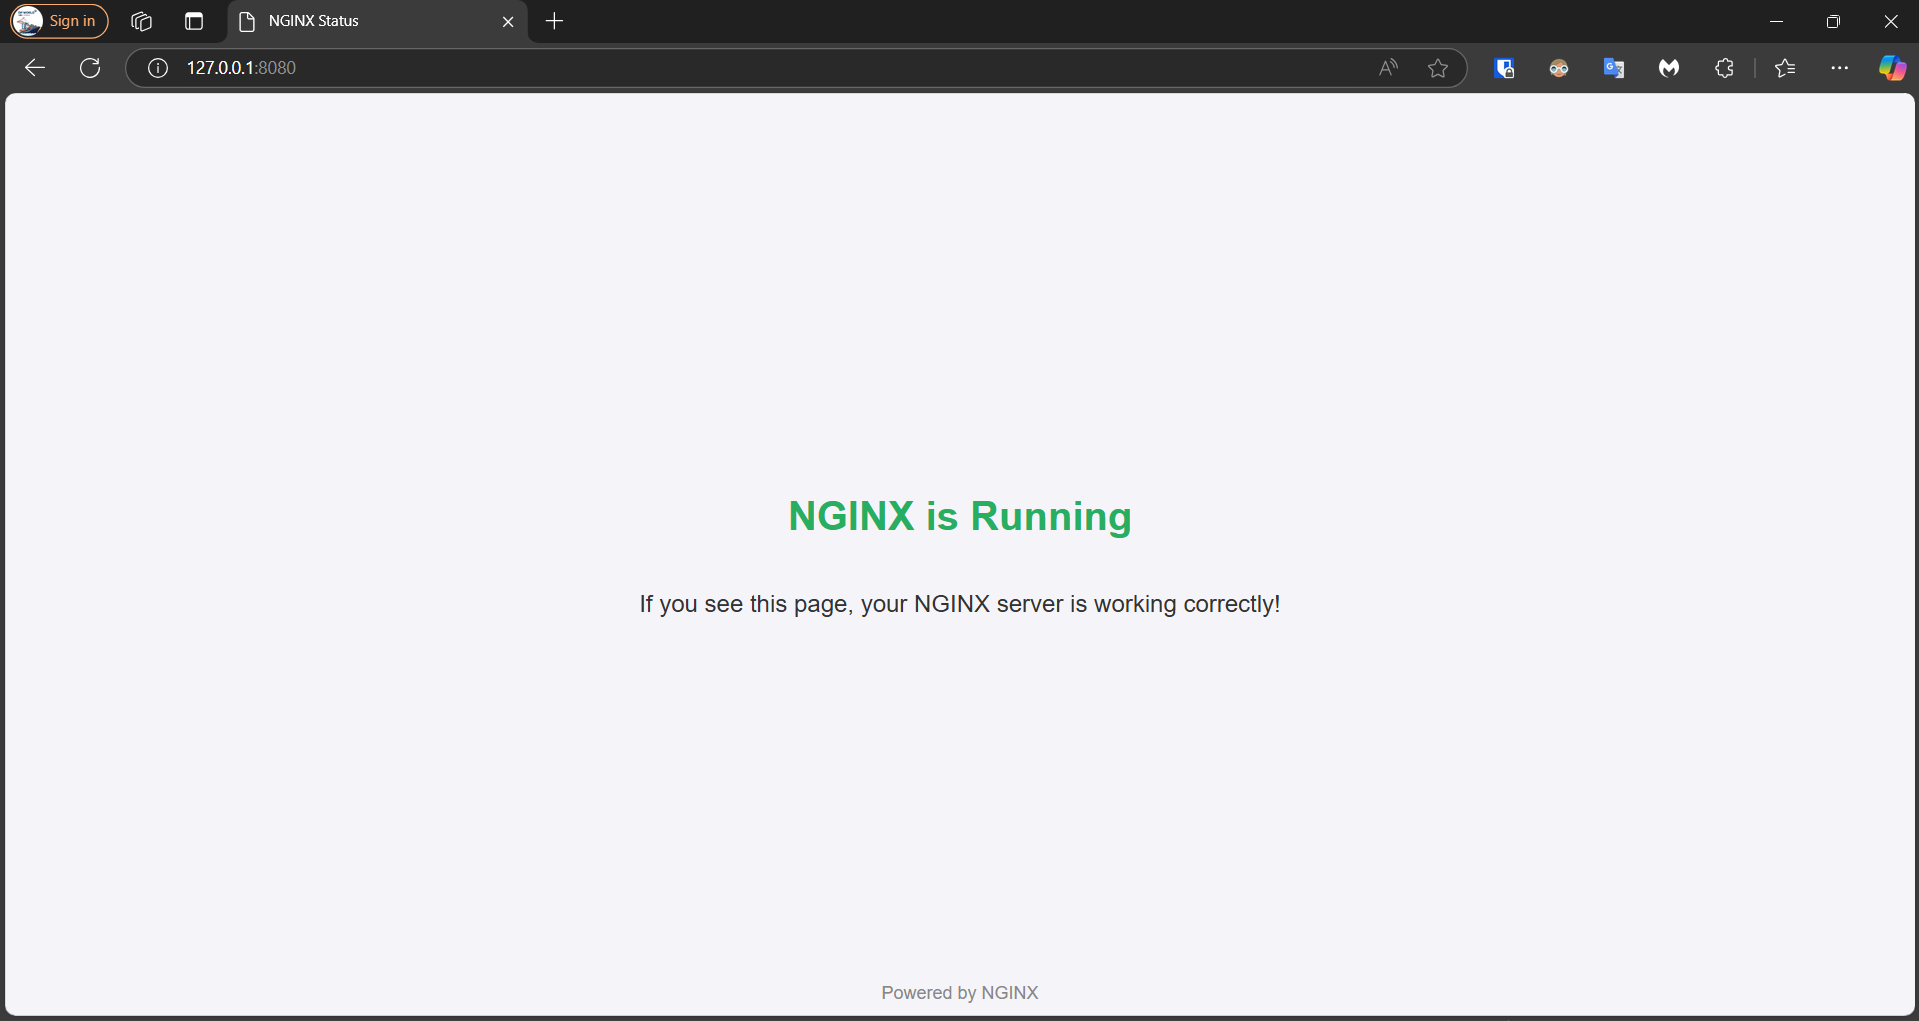 Sign in
NGINX Status
127.0.0.1:8080
NGINX is Running
If you see this page, your NGINX server is working correctly!
Powered by NGINX